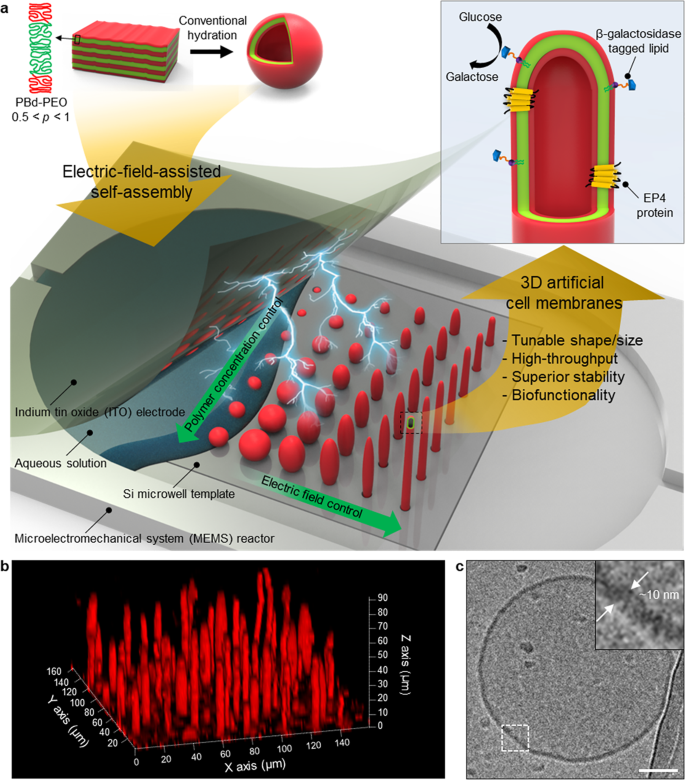 a
Conventional
hydration
PBd-PEO
0.5 < p < 1
Electric-field-assisted
self-assembly
Glucose
Galactose
β-galactosidase
tagged lipid
EP4
protein
3D artificial
cell membranes
- Tunable shape/size
- High-throughput
- Superior stability
- Biofunctionality
Polymer concentration control
Electric field control
Indium tin oxide (ITO) electrode
Aqueous solution
Si microwell template
Microelectromechanical system (MEMS) reactor
b
90
80
70
60
50
40
30
20
10
0
Z axis (μm)
160
140
120
100
80
60
40
20
Y axis (μm)
0
20
40
60
80
100
120
140
X axis (μm)
c
~10 nm